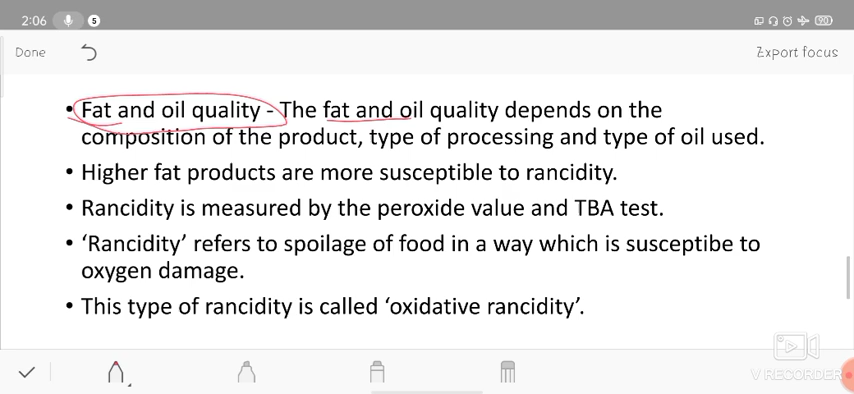 2:06 5 90
Done Export focus
• Fat and oil quality - The fat and oil quality depends on the
composition of the product, type of processing and type of oil used.
• Higher fat products are more susceptible to rancidity.
• Rancidity is measured by the peroxide value and TBA test.
• ‘Rancidity’ refers to spoilage of food in a way which is susceptibe to
oxygen damage.
• This type of rancidity is called ‘oxidative rancidity’.
V RECORDER